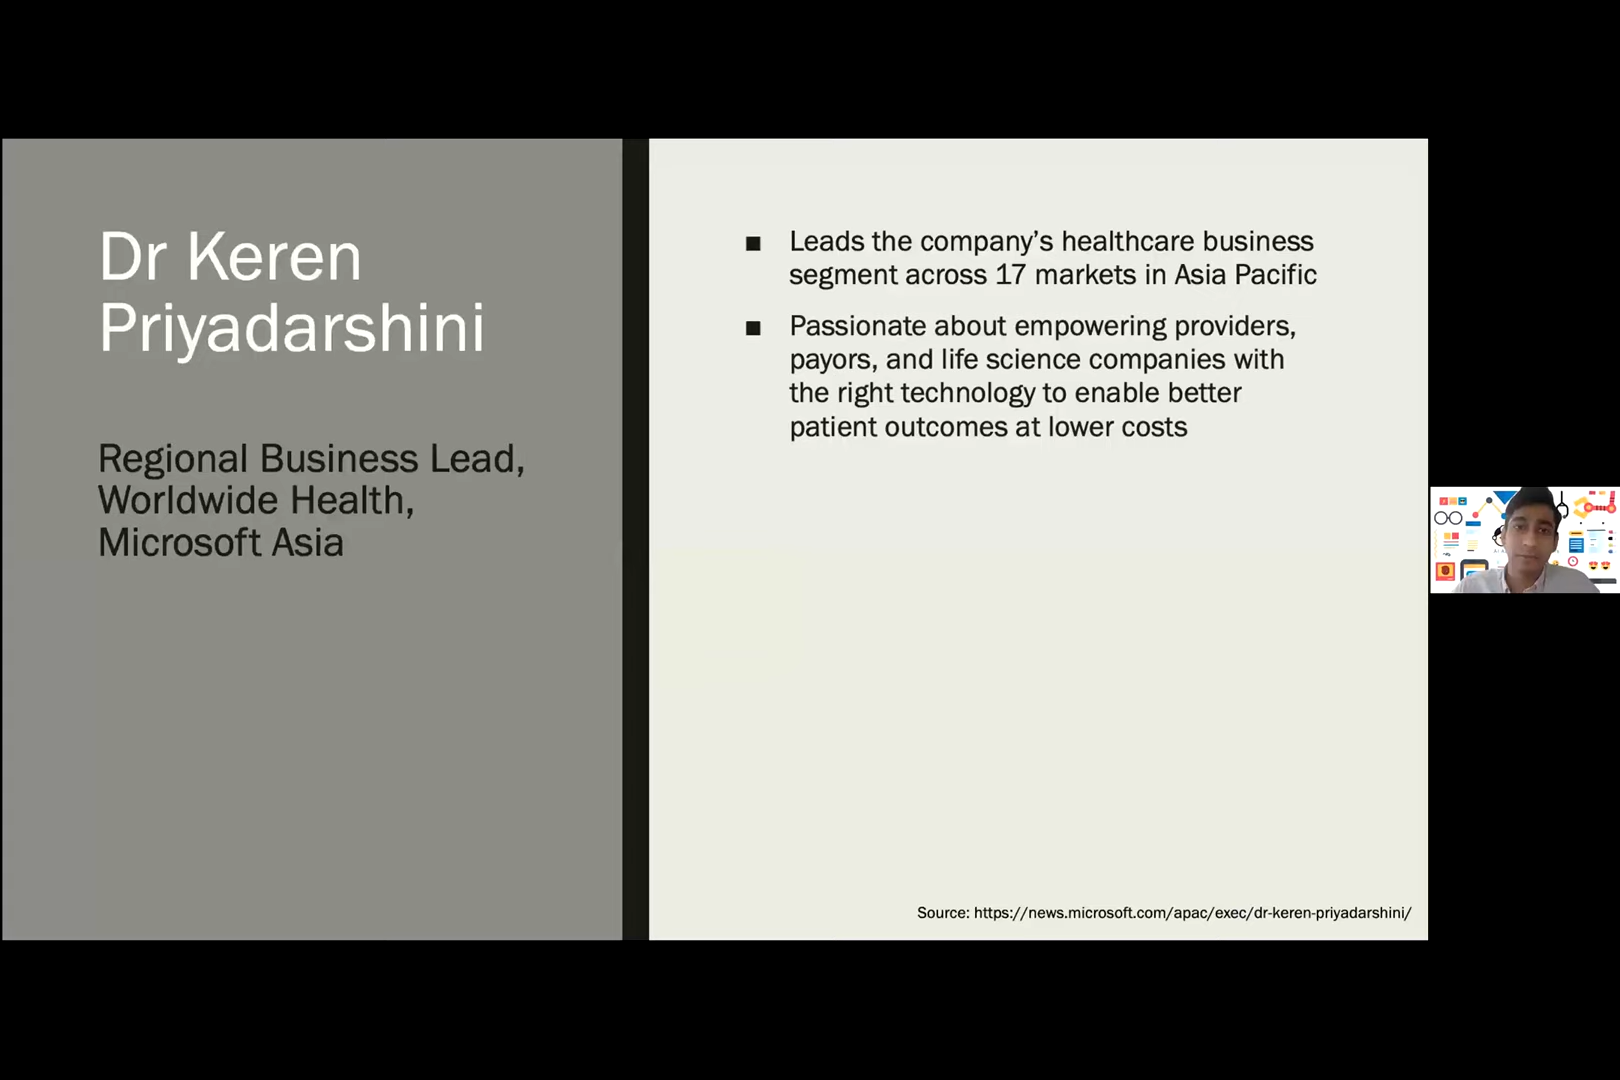 Dr Keren
Priyadarshini
Regional Business Lead,
Worldwide Health,
Microsoft Asia
■ Leads the company’s healthcare business
segment across 17 markets in Asia Pacific
■ Passionate about empowering providers,
payors, and life science companies with
the right technology to enable better
patient outcomes at lower costs
Source: https://news.microsoft.com/apac/exec/dr-keren-priyadarshini/